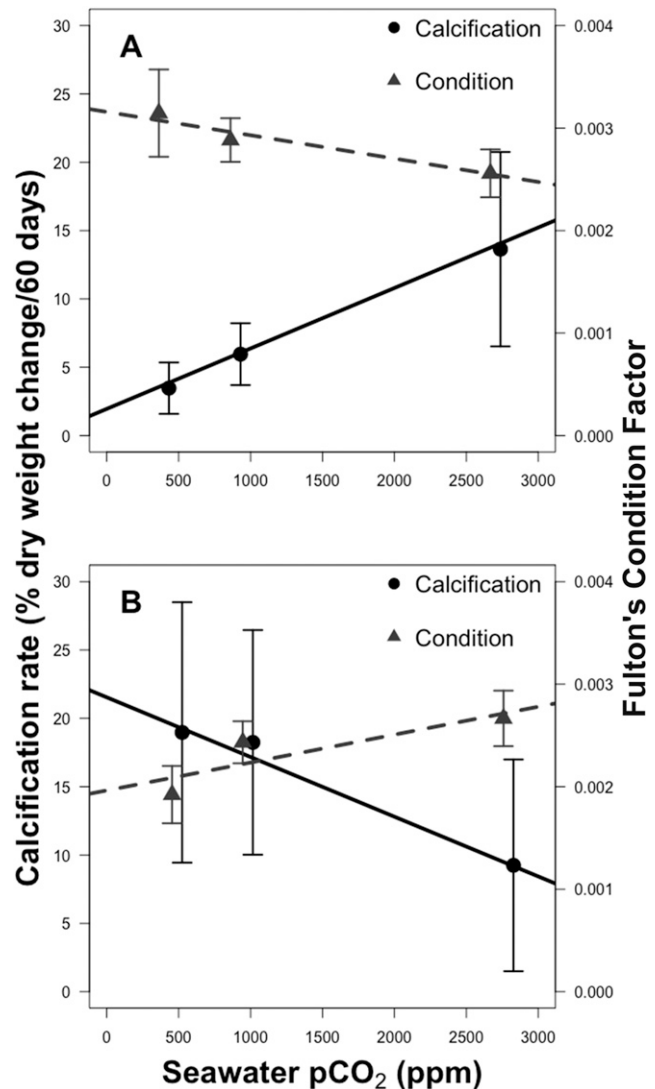 A
Calcification
Condition
30
25
20
15
10
5
0
0.004
0.003
0.002
0.001
0.000
0 500 1000 1500 2000 2500 3000
B
Calcification
Condition
30
25
20
15
10
5
0
0.004
0.003
0.002
0.001
0.000
0 500 1000 1500 2000 2500 3000
Calcification rate (% dry weight change/60 days)
Fulton's Condition Factor
Seawater pCO₂ (ppm)